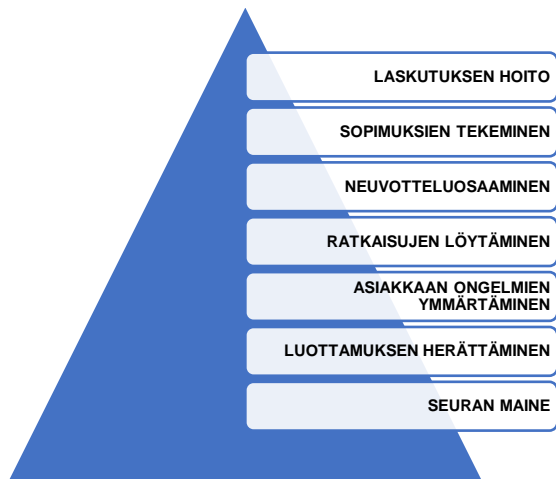 LASKUTUKSEN HOITO
SOPIMUKSIEN TEKEMINEN
NEUVOTTELUOSAAMINEN
RATKAISUJEN LÖYTÄMINEN
ASIAKKAAN ONGELMIEN
YMMÄRTÄMINEN
LUOTTAMUKSEN HERÄTTÄMINEN
SEURAN MAINE